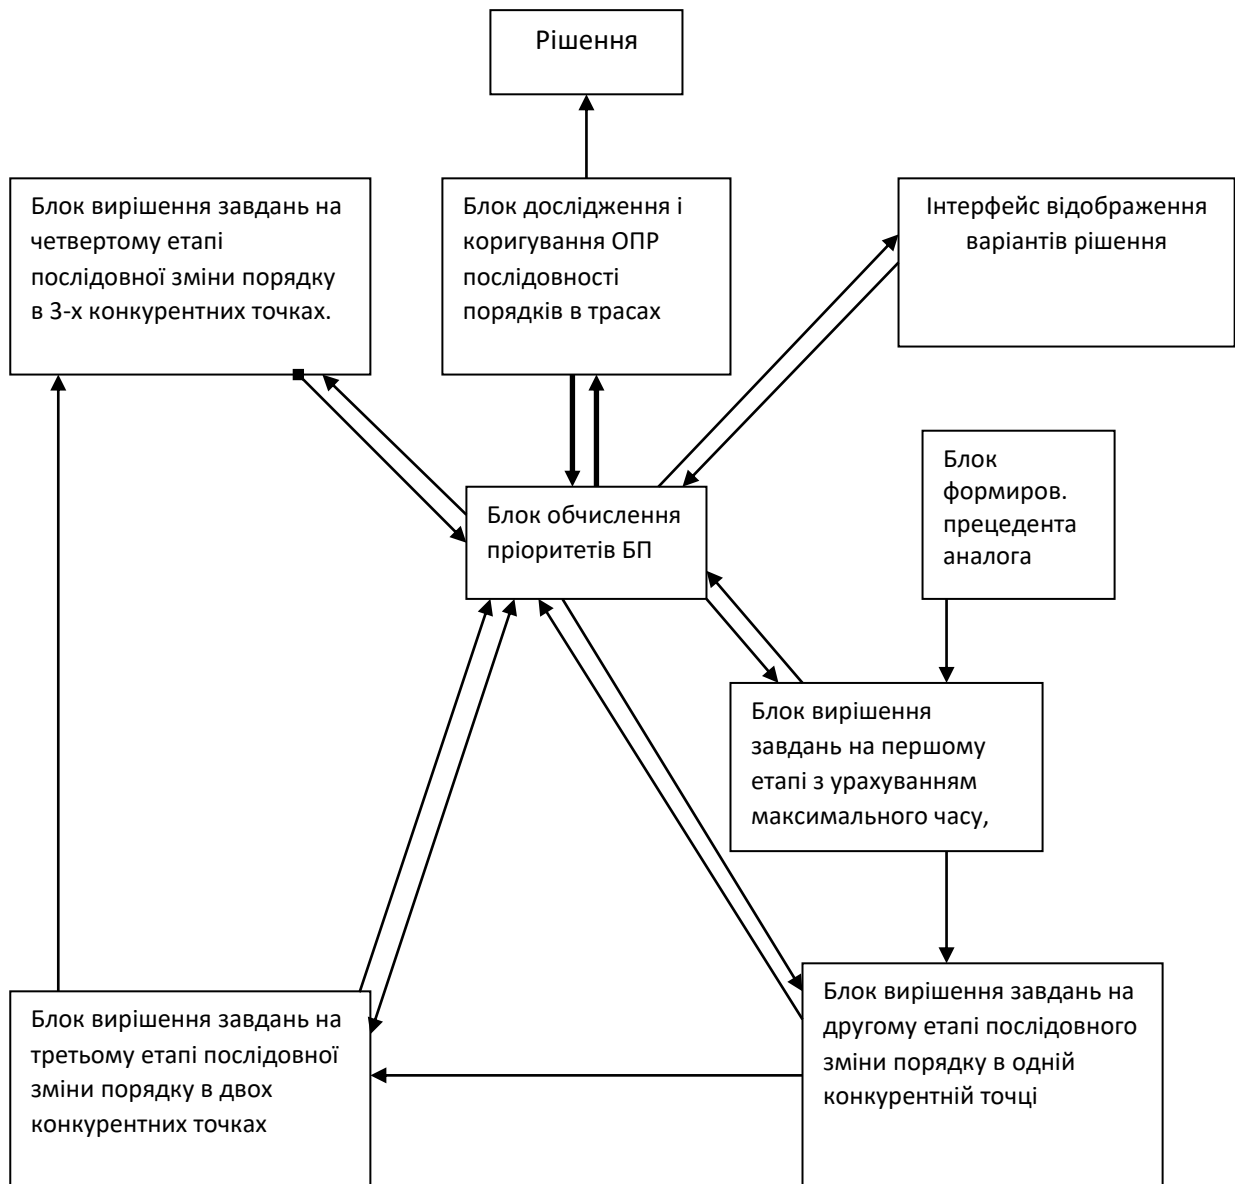 Рішення
Блок вирішення завдань на
четвертому етапі
послідовної зміни порядку
в 3-х конкурентних точках.
Блок дослідження і
коригування ОПР
послідовності
порядків в трасах
Інтерфейс відображення
варіантів рішення
Блок
формиров.
прецедента
аналога
Блок обчислення
пріоритетів БП
Блок вирішення
завдань на першому
етапі з урахуванням
максимального часу,
Блок вирішення завдань на
третьому етапі послідовної
зміни порядку в двох
конкурентних точках
Блок вирішення завдань на
другого етапі послідовного
зміни порядку в одній
конкурентній точці